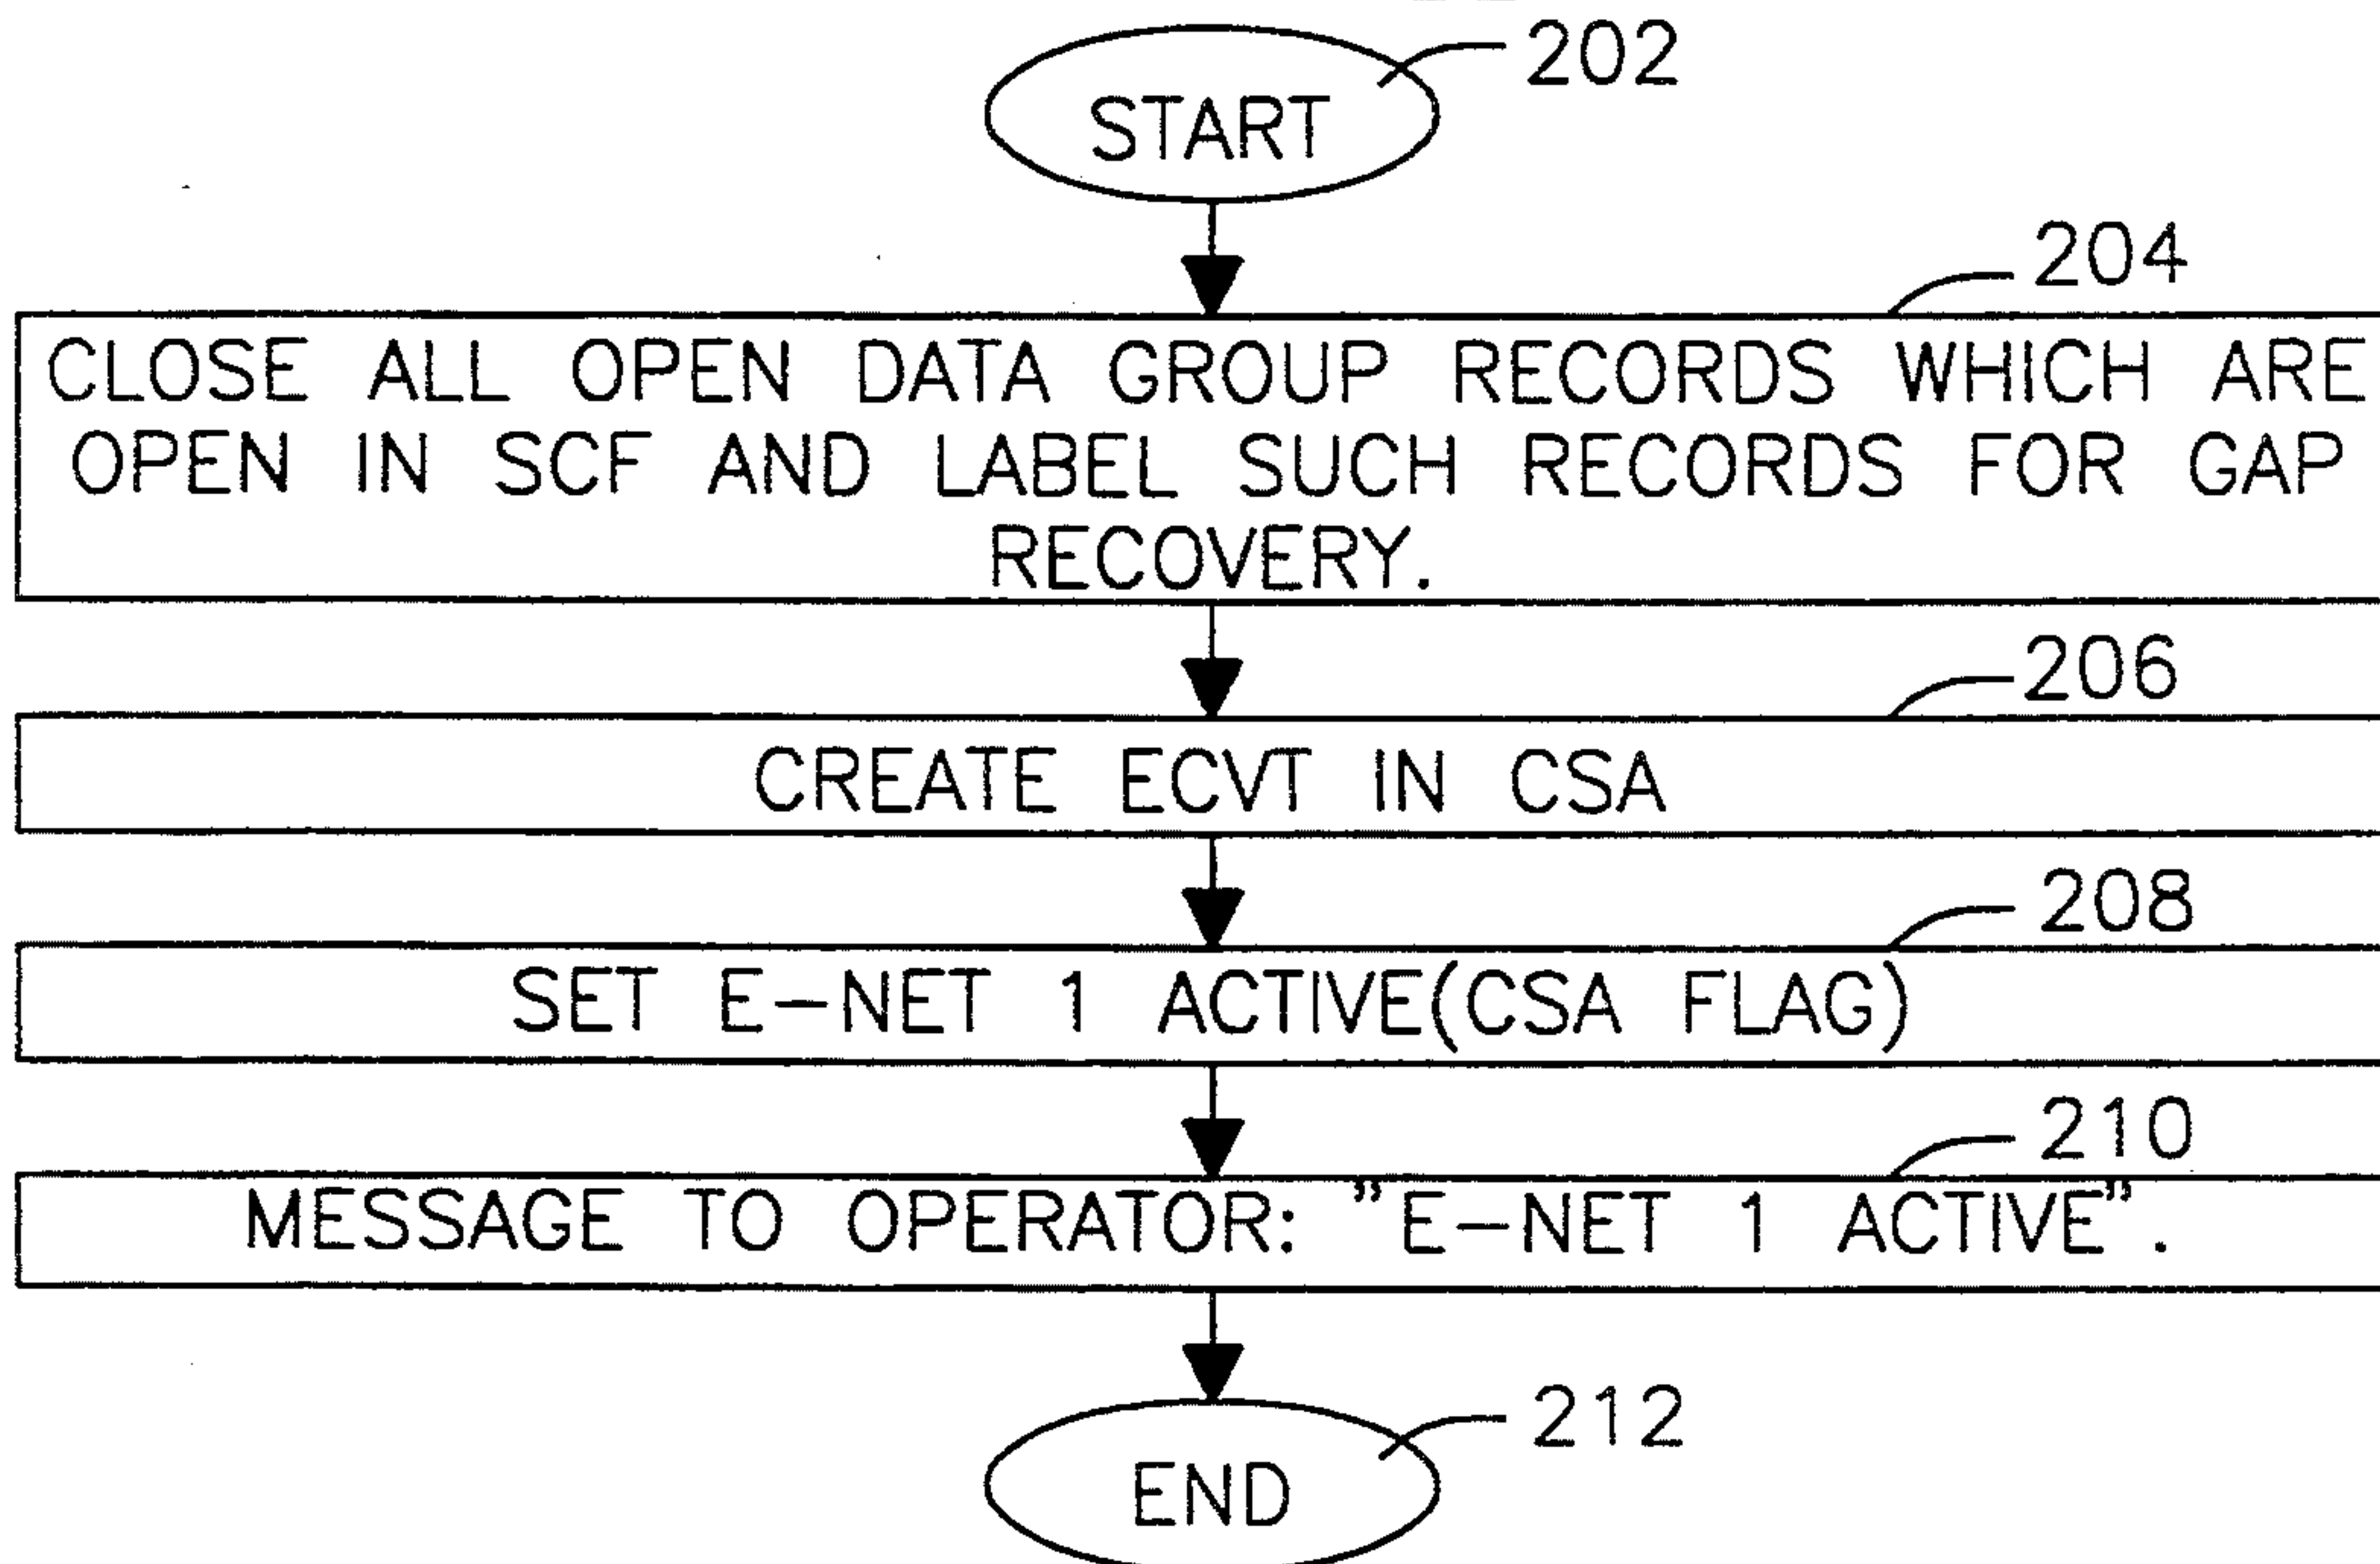 202
START
204
CLOSE ALL OPEN DATA GROUP RECORDS WHICH ARE
OPEN IN SCF AND LABEL SUCH RECORDS FOR GAP
RECOVERY.
206
CREATE ECVT IN CSA
208
SET E-NET 1 ACTIVE(CSA FLAG)
210
MESSAGE TO OPERATOR: "E-NET 1 ACTIVE".
212
END